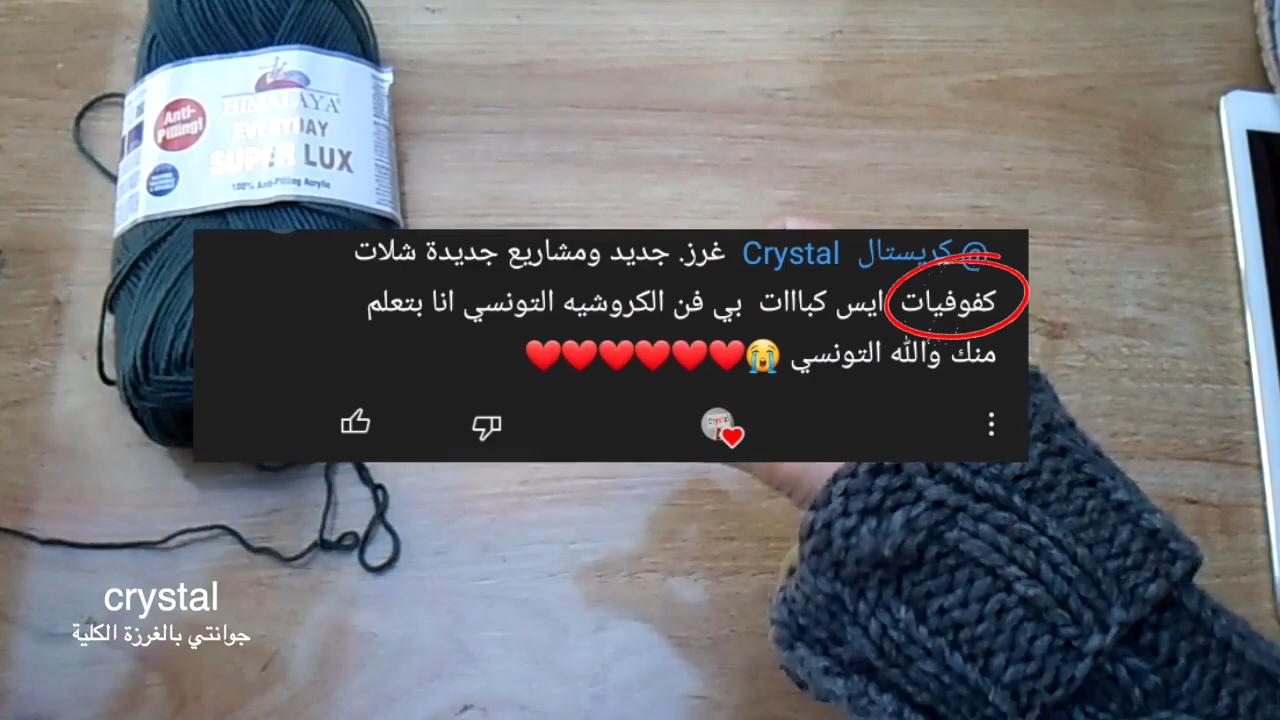 HIMALAYA
Anti-
Pilling!
EVERYDAY
SUPER LUX
100% Anti-Pilling Acrylic
@كريستال Crystal غرز. جديد ومشاريع جديدة شلات
كفوفيات ايس كبااات بي فن الكروشيه التونسي انا بتعلم
منك والله التونسي 😭❤️❤️❤️❤️❤️❤️
crystal
جوانتي بالغرزة الكلية